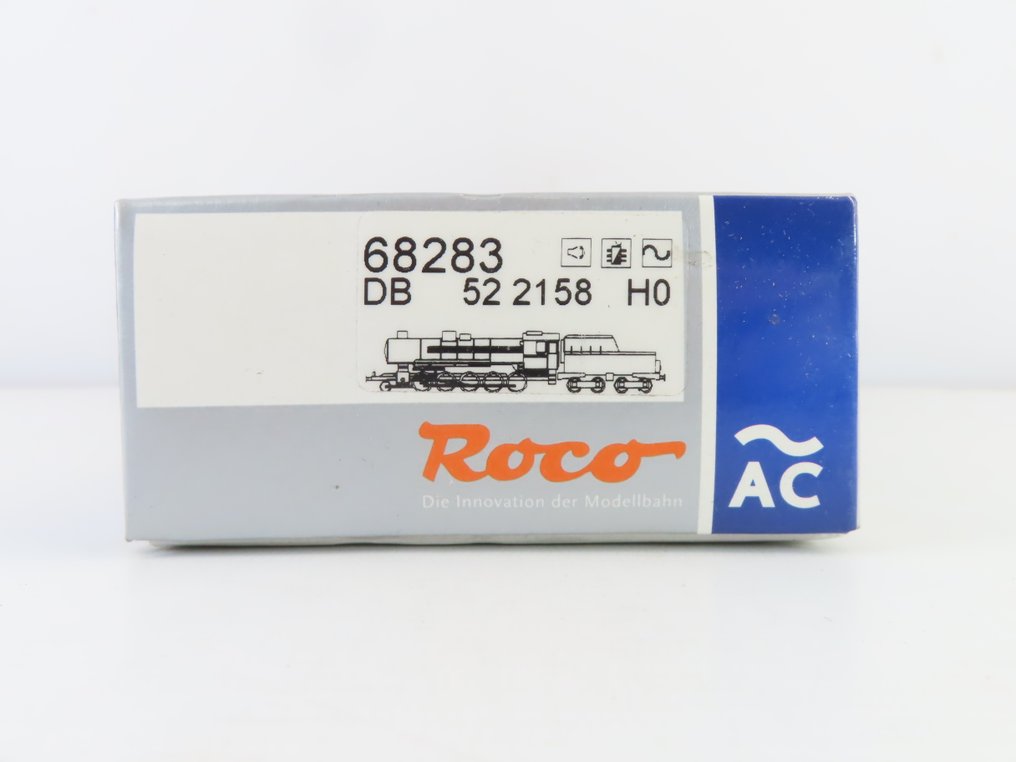 68283
DB 52 2158 H0
Roco
Die Innovation der Modellbahn
AC